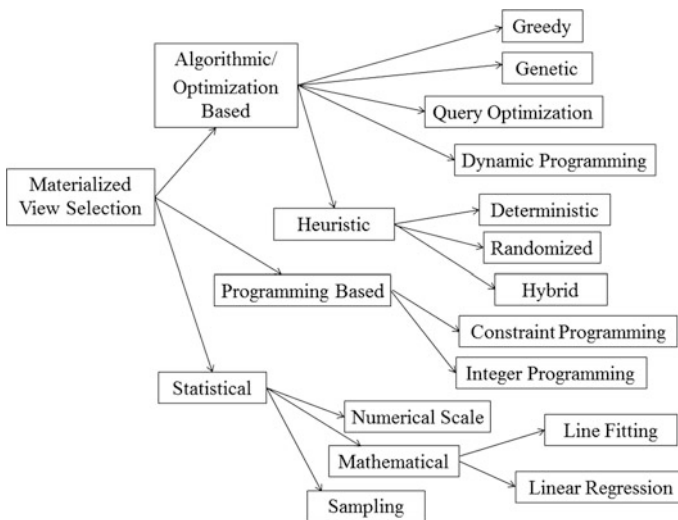 Algorithmic/
Optimization
Based
Greedy
Genetic
Query Optimization
Dynamic Programming
Materialized
View Selection
Heuristic
Deterministic
Randomized
Hybrid
Programming Based
Constraint Programming
Integer Programming
Statistical
Numerical Scale
Mathematical
Line Fitting
Linear Regression
Sampling